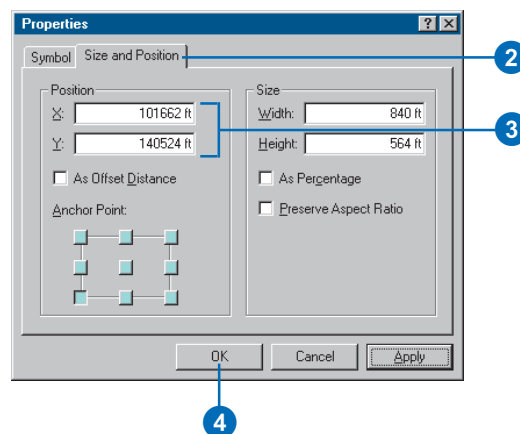 Properties
Symbol Size and Position 2
Position Size
X: 101662 ft Width: 840 ft
3
Y: 140524 ft Height: 564 ft
As Offset Distance As Percentage
Anchor Point: Preserve Aspect Ratio
OK Cancel Apply
4